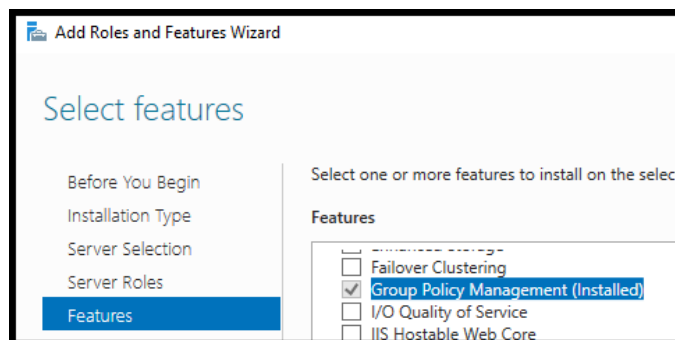 Add Roles and Features Wizard
Select features
Before You Begin
Installation Type
Server Selection
Server Roles
Features
Select one or more features to install on the selec
Features
Enhanced Storage
Failover Clustering
Group Policy Management (Installed)
I/O Quality of Service
IIS Hostable Web Core